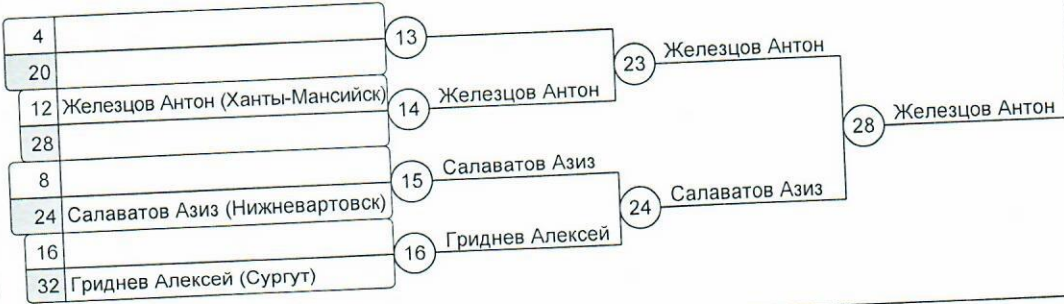 4
13
20
12 Железцов Антон (Ханты-Мансийск)
14 Железцов Антон
28
23 Железцов Антон
8
15 Салаватов Азиз
24 Салаватов Азиз (Нижневартовск)
16
16 Гриднев Алексей
32 Гриднев Алексей (Сургут)
24 Салаватов Азиз
28 Железцов Антон